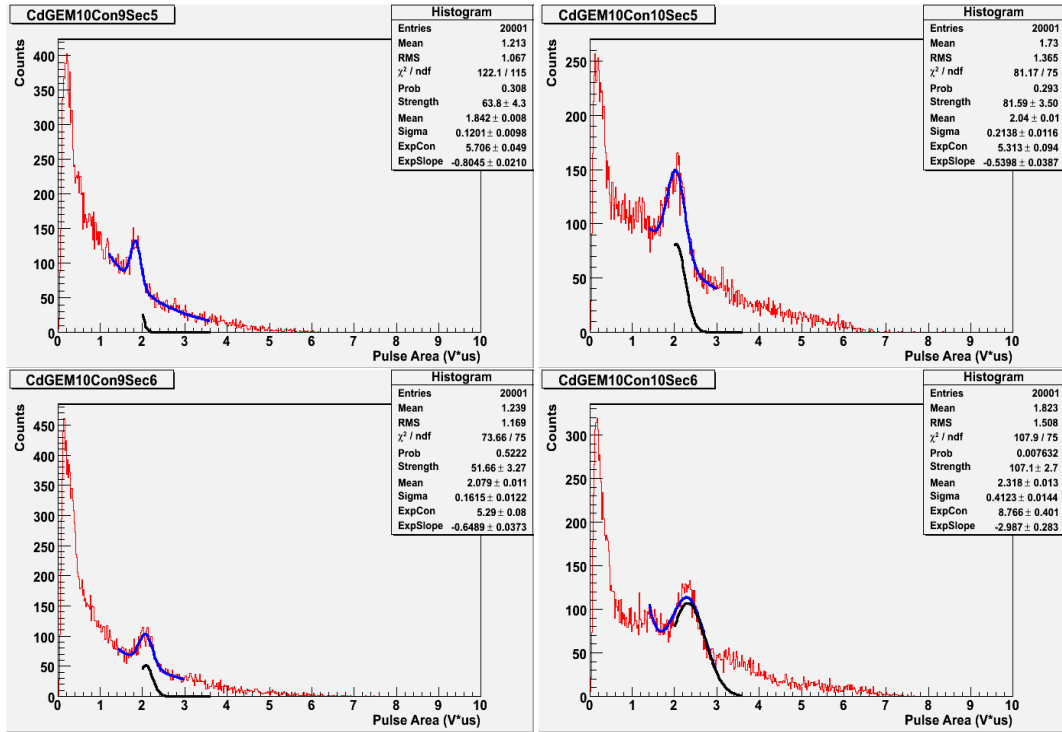 CdGEM10Con9Sec5
Histogram
Entries 20001
Mean 1.213
RMS 1.067
χ² / ndf 122.1 / 115
Prob 0.308
Strength 63.8 ± 4.3
Mean 1.842 ± 0.008
Sigma 0.1201 ± 0.0098
ExpCon 5.706 ± 0.049
ExpSlope -0.8045 ± 0.0210
Counts
400
350
300
250
200
150
100
50
0
0 1 2 3 4 5 6 7 8 9 10
Pulse Area (V*us)
CdGEM10Con10Sec5
Histogram
Entries 20001
Mean 1.73
RMS 1.365
χ² / ndf 81.17 / 75
Prob 0.293
Strength 81.59 ± 3.50
Mean 2.04 ± 0.01
Sigma 0.2138 ± 0.0116
ExpCon 5.313 ± 0.094
ExpSlope -0.5398 ± 0.0387
Counts
250
200
150
100
50
0
0 1 2 3 4 5 6 7 8 9 10
Pulse Area (V*us)
CdGEM10Con9Sec6
Histogram
Entries 20001
Mean 1.239
RMS 1.169
χ² / ndf 73.66 / 75
Prob 0.5222
Strength 51.66 ± 3.27
Mean 2.079 ± 0.011
Sigma 0.1615 ± 0.0122
ExpCon 5.29 ± 0.08
ExpSlope -0.6489 ± 0.0373
Counts
450
400
350
300
250
200
150
100
50
0
0 1 2 3 4 5 6 7 8 9 10
Pulse Area (V*us)
CdGEM10Con10Sec6
Histogram
Entries 20001
Mean 1.823
RMS 1.508
χ² / ndf 107.9 / 75
Prob 0.007632
Strength 107.1 ± 2.7
Mean 2.318 ± 0.013
Sigma 0.4123 ± 0.0144
ExpCon 8.766 ± 0.401
ExpSlope -2.987 ± 0.283
Counts
300
250
200
150
100
50
0
0 1 2 3 4 5 6 7 8 9 10
Pulse Area (V*us)